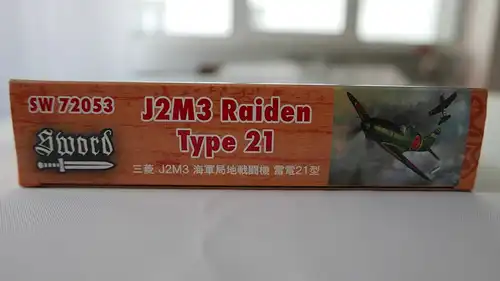 SW 72053
Sword
J2M3 Raiden
Type 21
三菱 J2M3 海軍局地戦闘機 雷電21型